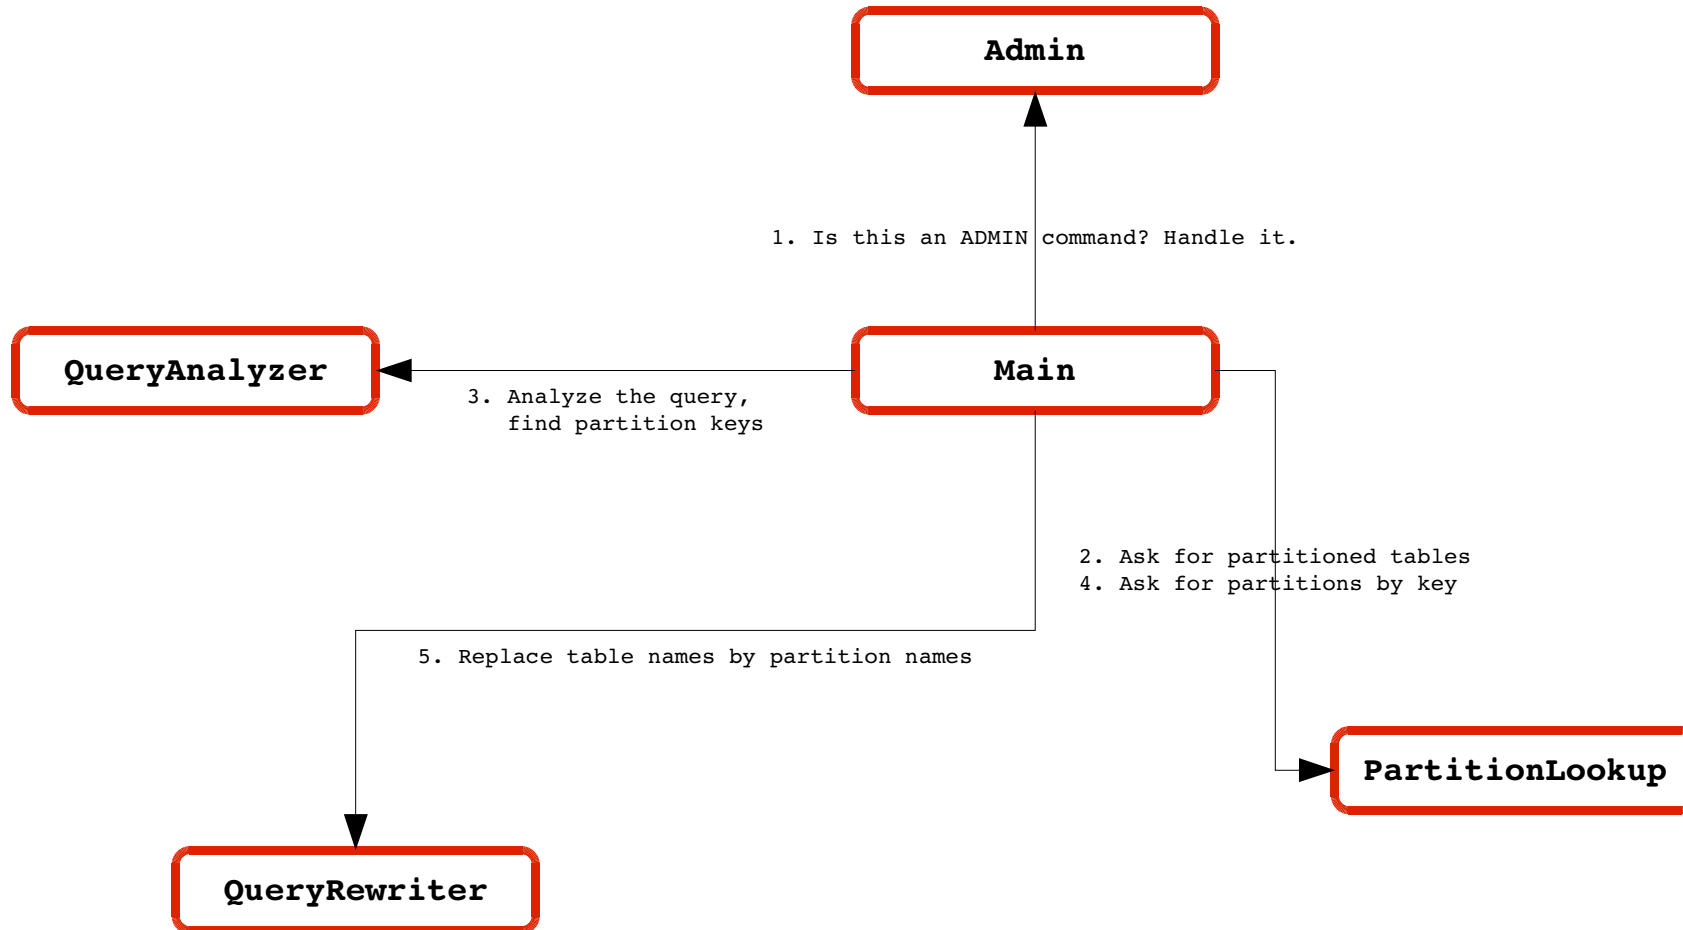 Admin
1. Is this an ADMIN command? Handle it.
QueryAnalyzer
Main
3. Analyze the query,
find partition keys
2. Ask for partitioned tables
4. Ask for partitions by key
5. Replace table names by partition names
PartitionLookup
QueryRewriter